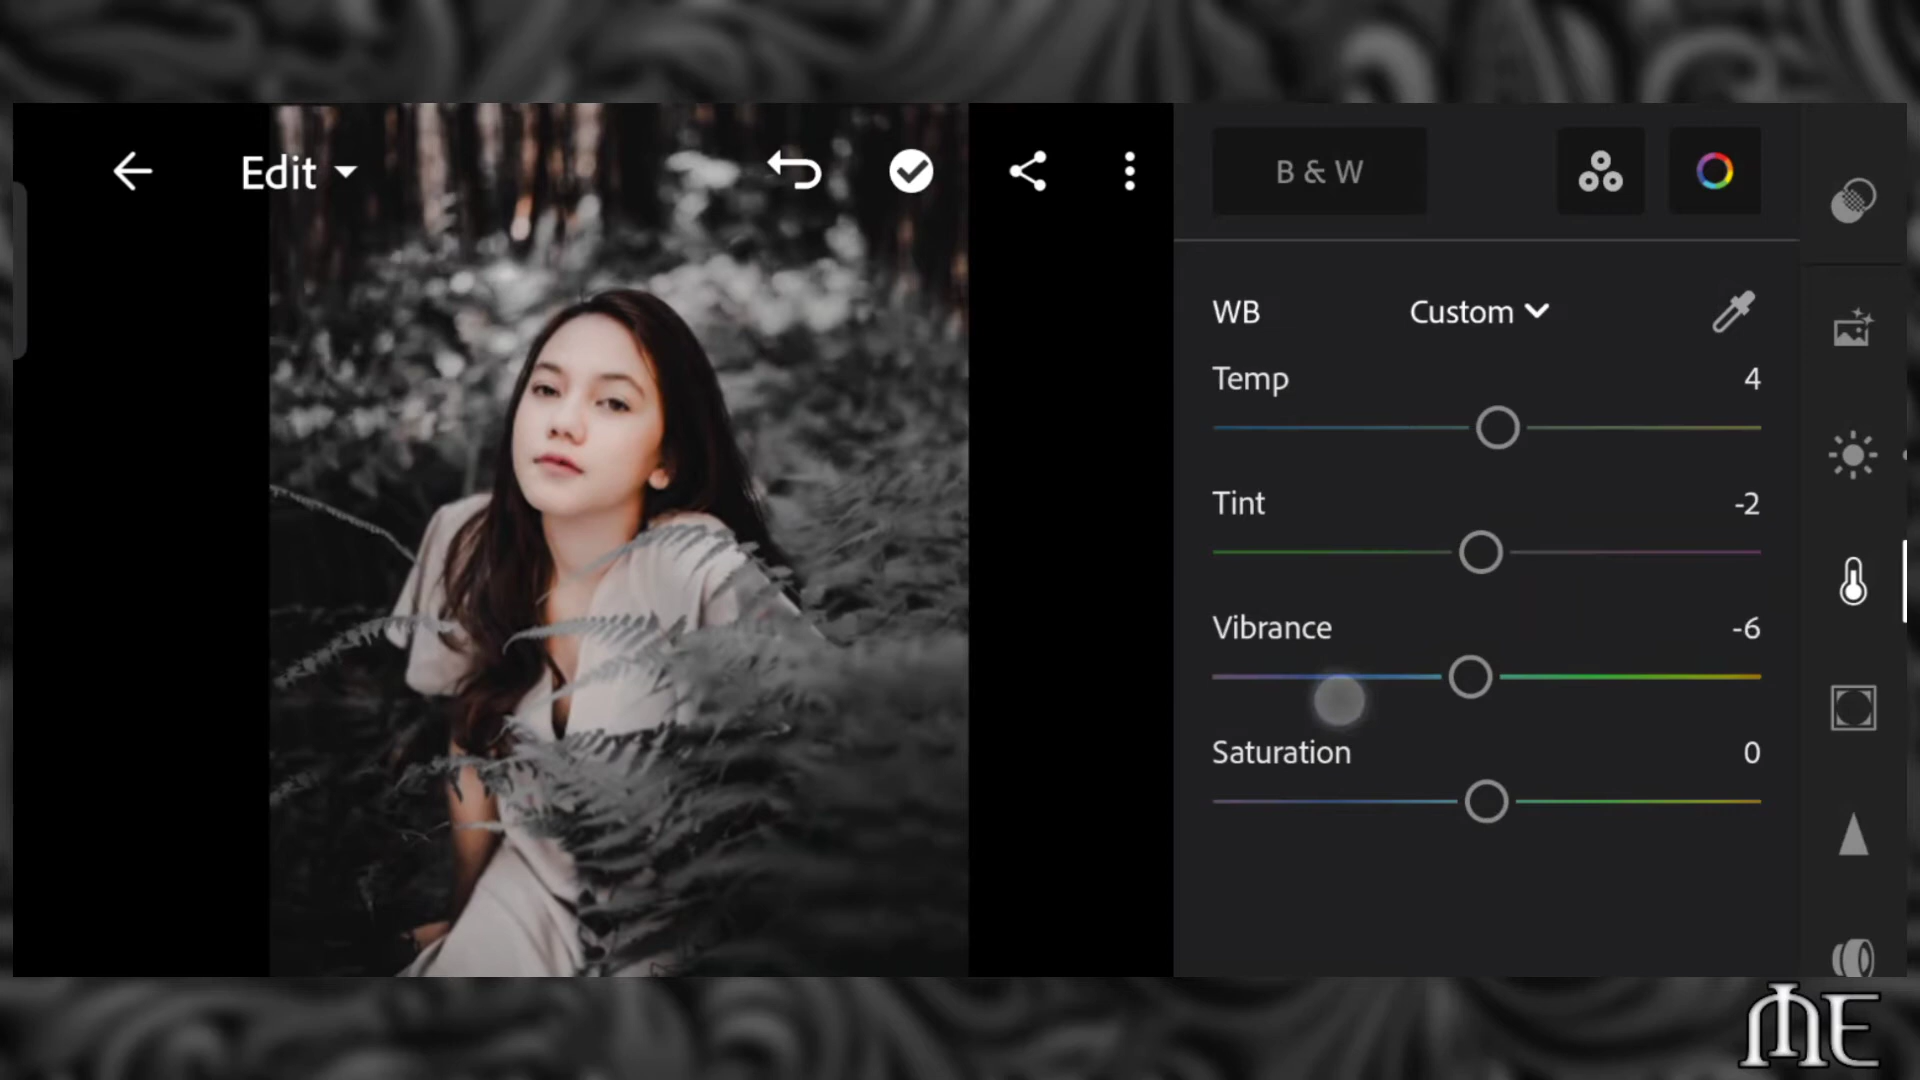 Edit
B & W
WB Custom
Temp 4
Tint -2
Vibrance -6
Saturation 0
ME